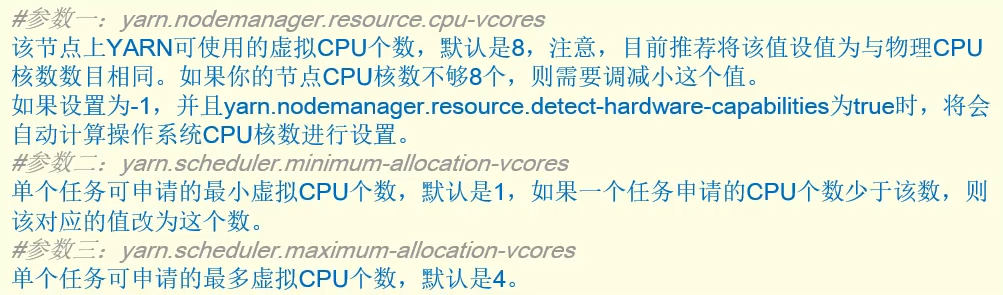 #参数一：yarn.nodemanager.resource.cpu-vcores
该节点上YARN可使用的虚拟CPU个数，默认是8，注意，目前推荐将该值设值为与物理CPU
核数数目相同。如果你的节点CPU核数不够8个，则需要调减小这个值。
如果设置为-1，并且yarn.nodemanager.resource.detect-hardware-capabilities为true时，将会
自动计算操作系统CPU核数进行设置。
#参数二：yarn.scheduler.minimum-allocation-vcores
单个任务可申请的最小虚拟CPU个数，默认是1，如果一个任务申请的CPU个数少于该数，则
该对应的值改为这个数。
#参数三：yarn.scheduler.maximum-allocation-vcores
单个任务可申请的最多虚拟CPU个数，默认是4。